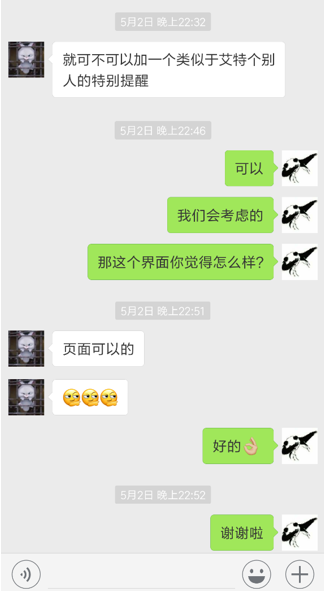 5月2日 晚上22:32
就可不可以加一个类似于艾特个别
人的特别提醒
5月2日 晚上22:46
可以
我们会考虑的
那这个界面你觉得怎么样?
5月2日 晚上22:51
页面可以的
好的👌🏼
5月2日 晚上22:52
谢谢啦